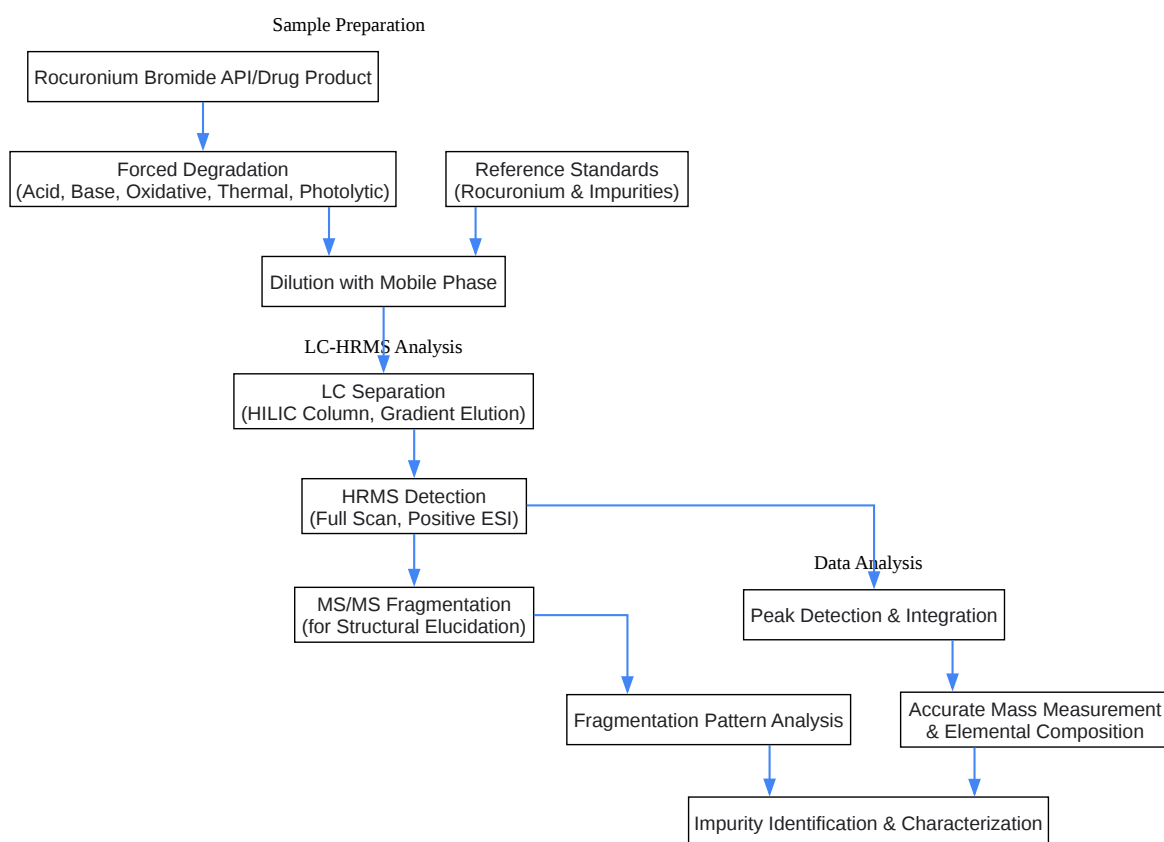 Sample Preparation
Rocuronium Bromide API/Drug Product
Forced Degradation
(Acid, Base, Oxidative, Thermal, Photolytic)
Reference Standards
(Rocuronium & Impurities)
Dilution with Mobile Phase
LC-HRMS Analysis
LC Separation
(HILIC Column, Gradient Elution)
HRMS Detection
(Full Scan, Positive ESI)
Data Analysis
MS/MS Fragmentation
(for Structural Elucidation)
Peak Detection & Integration
Fragmentation Pattern Analysis
Accurate Mass Measurement
& Elemental Composition
Impurity Identification & Characterization